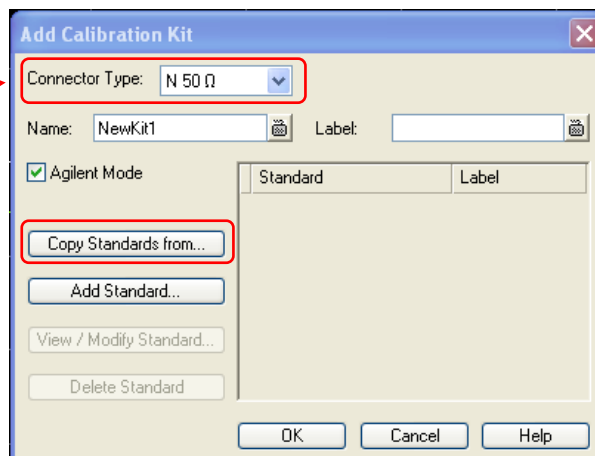 Add Calibration Kit
Connector Type: N 50 Ω
Name: NewKit1 Label:
Agilent Mode
Standard Label
Copy Standards from...
Add Standard...
View / Modify Standard...
Delete Standard
OK Cancel Help